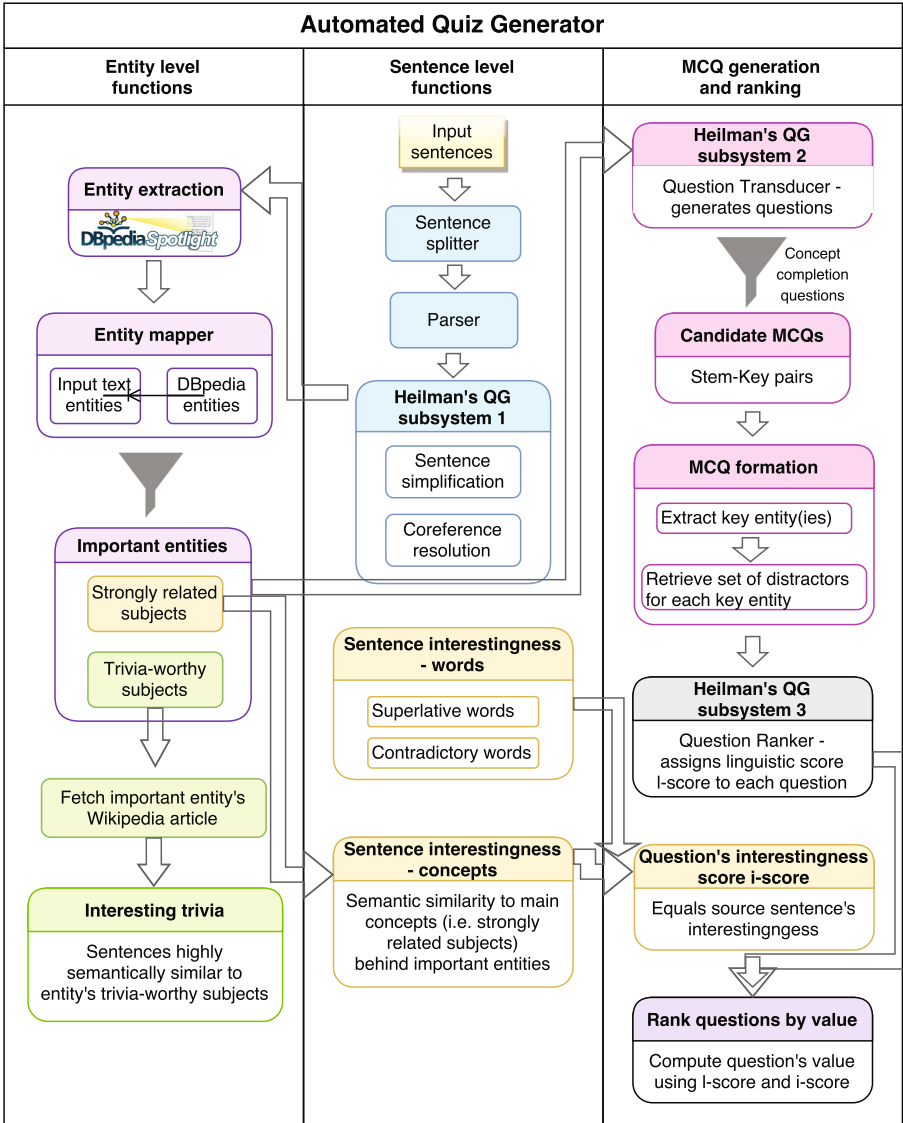 Automated Quiz Generator
Entity level
functions
Entity extraction
DBpediaSpotlight
Entity mapper
Input text
entities
DBpedia
entities
Important entities
Strongly related
subjects
Trivia-worthy
subjects
Fetch important entity's
Wikipedia article
Interesting trivia
Sentences highly
semantically similar to
entity's trivia-worthy subjects
Sentence level
functions
Input
sentences
Sentence
splitter
Parser
Heilman's QG
subsystem 1
Sentence
simplification
Coreference
resolution
Sentence interestingness
- words
Superlative words
Contradictory words
Sentence interestingness
- concepts
Semantic similarity to main
concepts (i.e. strongly
related subjects)
behind important entities
MCQ generation
and ranking
Heilman's QG
subsystem 2
Question Transducer -
generates questions
Concept
completion
questions
Candidate MCQs
Stem-Key pairs
MCQ formation
Extract key entity(ies)
Retrieve set of distractors
for each key entity
Heilman's QG
subsystem 3
Question Ranker -
assigns linguistic score
l-score to each question
Question's interestingness
score i-score
Equals source sentence's
interestingngess
Rank questions by value
Compute question's value
using l-score and i-score